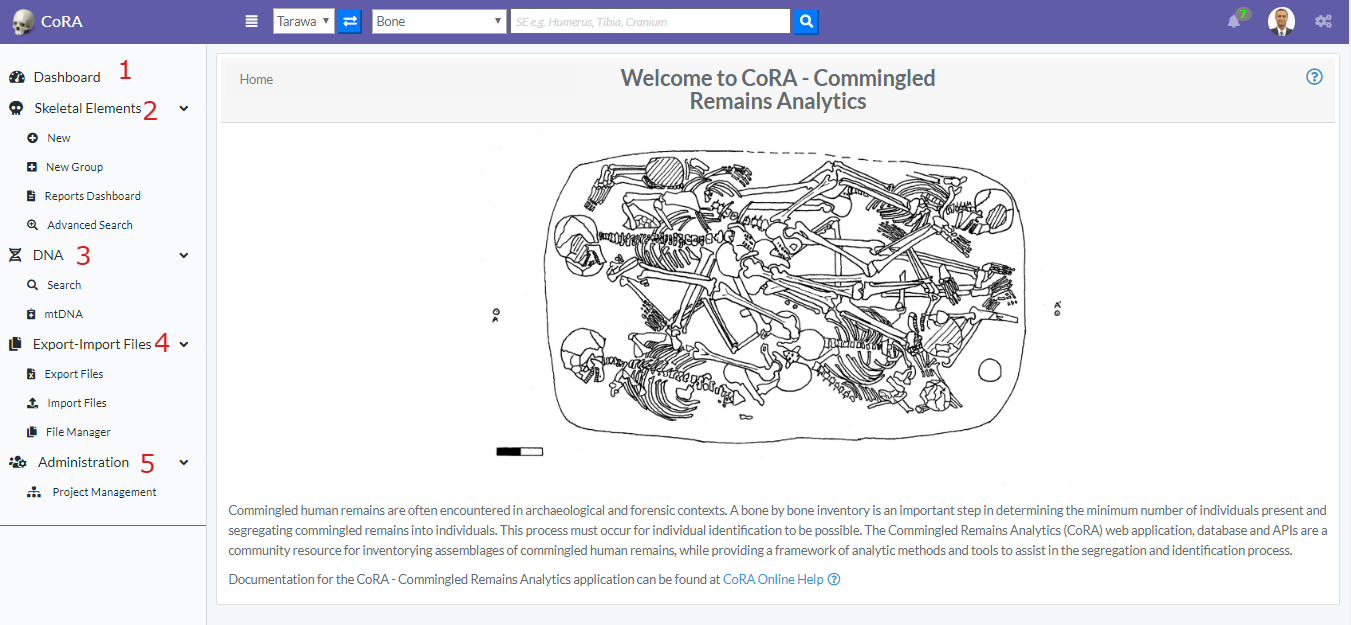 CoRA
Tarawa
Bone
SE e.g. Humerus, Tibia, Cranium
7
Dashboard 1
Skeletal Elements 2
New
New Group
Reports Dashboard
Advanced Search
DNA 3
Search
mtDNA
Export-Import Files 4
Export Files
Import Files
File Manager
Administration 5
Project Management
Home
Welcome to CoRA - Commingled
Remains Analytics
A
A'
Commingled human remains are often encountered in archaeological and forensic contexts. A bone by bone inventory is an important step in determining the minimum number of individuals present and
segregating commingled remains into individuals. This process must occur for individual identification to be possible. The Commingled Remains Analytics (CoRA) web application, database and APIs are a
community resource for inventorying assemblages of commingled human remains, while providing a framework of analytic methods and tools to assist in the segregation and identification process.
Documentation for the CoRA - Commingled Remains Analytics application can be found at CoRA Online Help